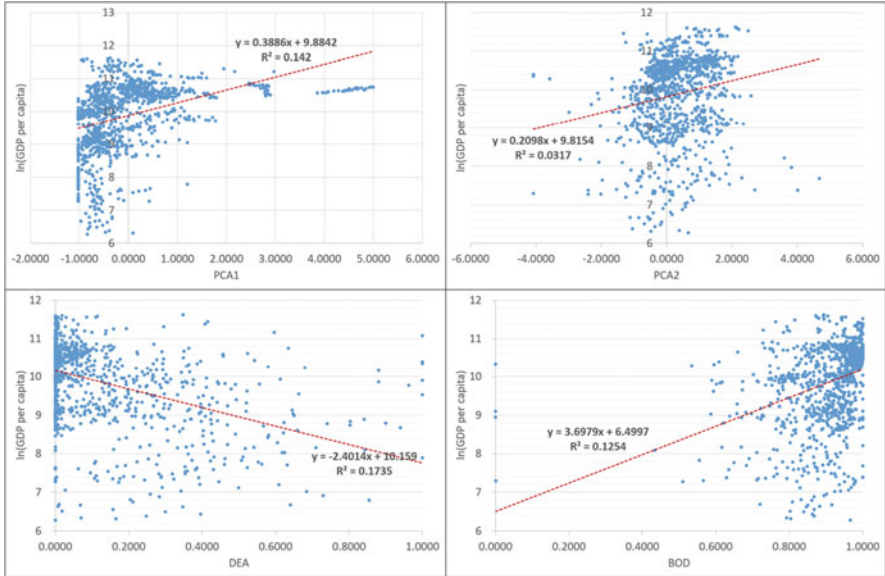 13
12
11
10
9
8
7
6
ln(GDP per capita)
y = 0.3886x + 9.8842
R² = 0.142
-2.0000 -1.0000 0.0000 1.0000 2.0000 3.0000 4.0000 5.0000 6.0000
PCA1
12
11
10
9
8
7
6
ln(GDP per capita)
y = 0.2098x + 9.8154
R² = 0.0317
-6.0000 -4.0000 -2.0000 0.0000 2.0000 4.0000 6.0000
PCA2
12
11
10
9
8
7
6
ln(GDP per capita)
y = -2.4014x + 10.159
R² = 0.1735
0.0000 0.2000 0.4000 0.6000 0.8000 1.0000
DEA
12
11
10
9
8
7
6
ln(GDP per capita)
y = 3.6979x + 6.4997
R² = 0.1254
0.0000 0.2000 0.4000 0.6000 0.8000 1.0000
BOD